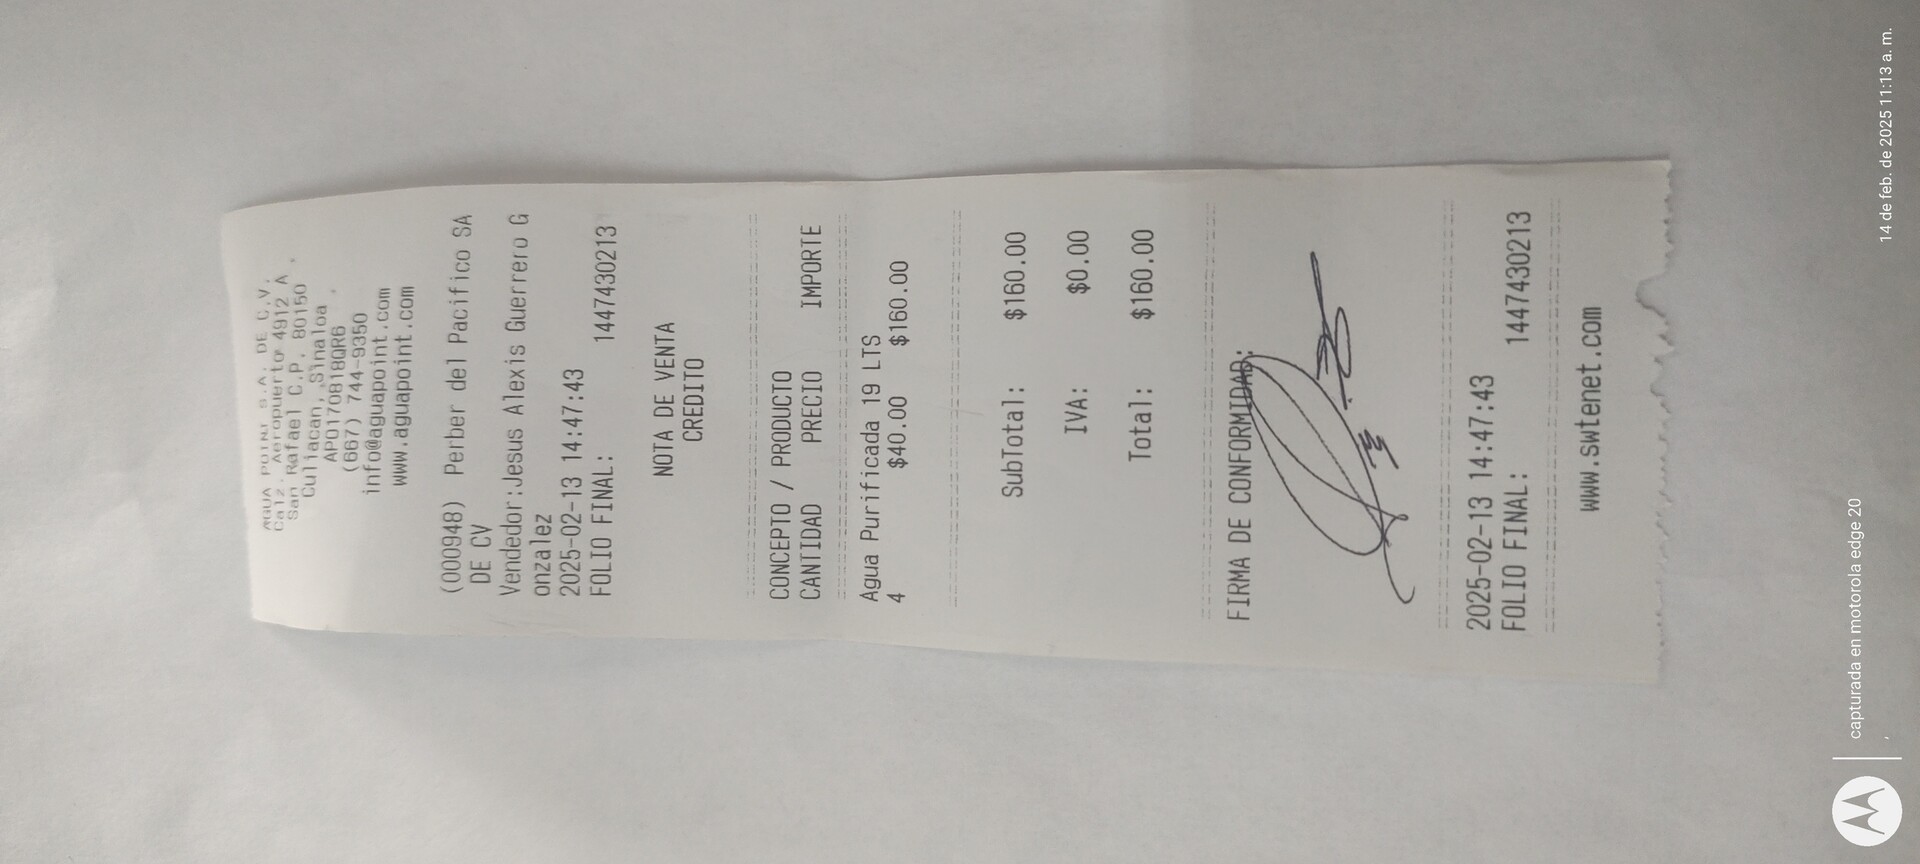 AGUA POINT S.A. DE C.V.
Calz. Aeropuerto 4912 A ,
San Rafael C.P. 80150
Culiacan, Sinaloa ,
APO170818QR6
(667) 744-9350
info@aguapoint.com
www.aguapoint.com
(000948) Perber del Pacifico SA
DE CV
Vendedor:Jesus Alexis Guerrero G
onzalez
2025-02-13 14:47:43
FOLIO FINAL: 1447430213
NOTA DE VENTA
CREDITO
CONCEPTO / PRODUCTO
CANTIDAD PRECIO IMPORTE
Agua Purificada 19 LTS
4 $40.00 $160.00
SubTotal: $160.00
IVA: $0.00
Total: $160.00
FIRMA DE CONFORMIDAD:
2025-02-13 14:47:43
FOLIO FINAL: 1447430213
www.swtenet.com
capturada en motorola edge 20
,
14 de feb. de 2025 11:13 a. m.